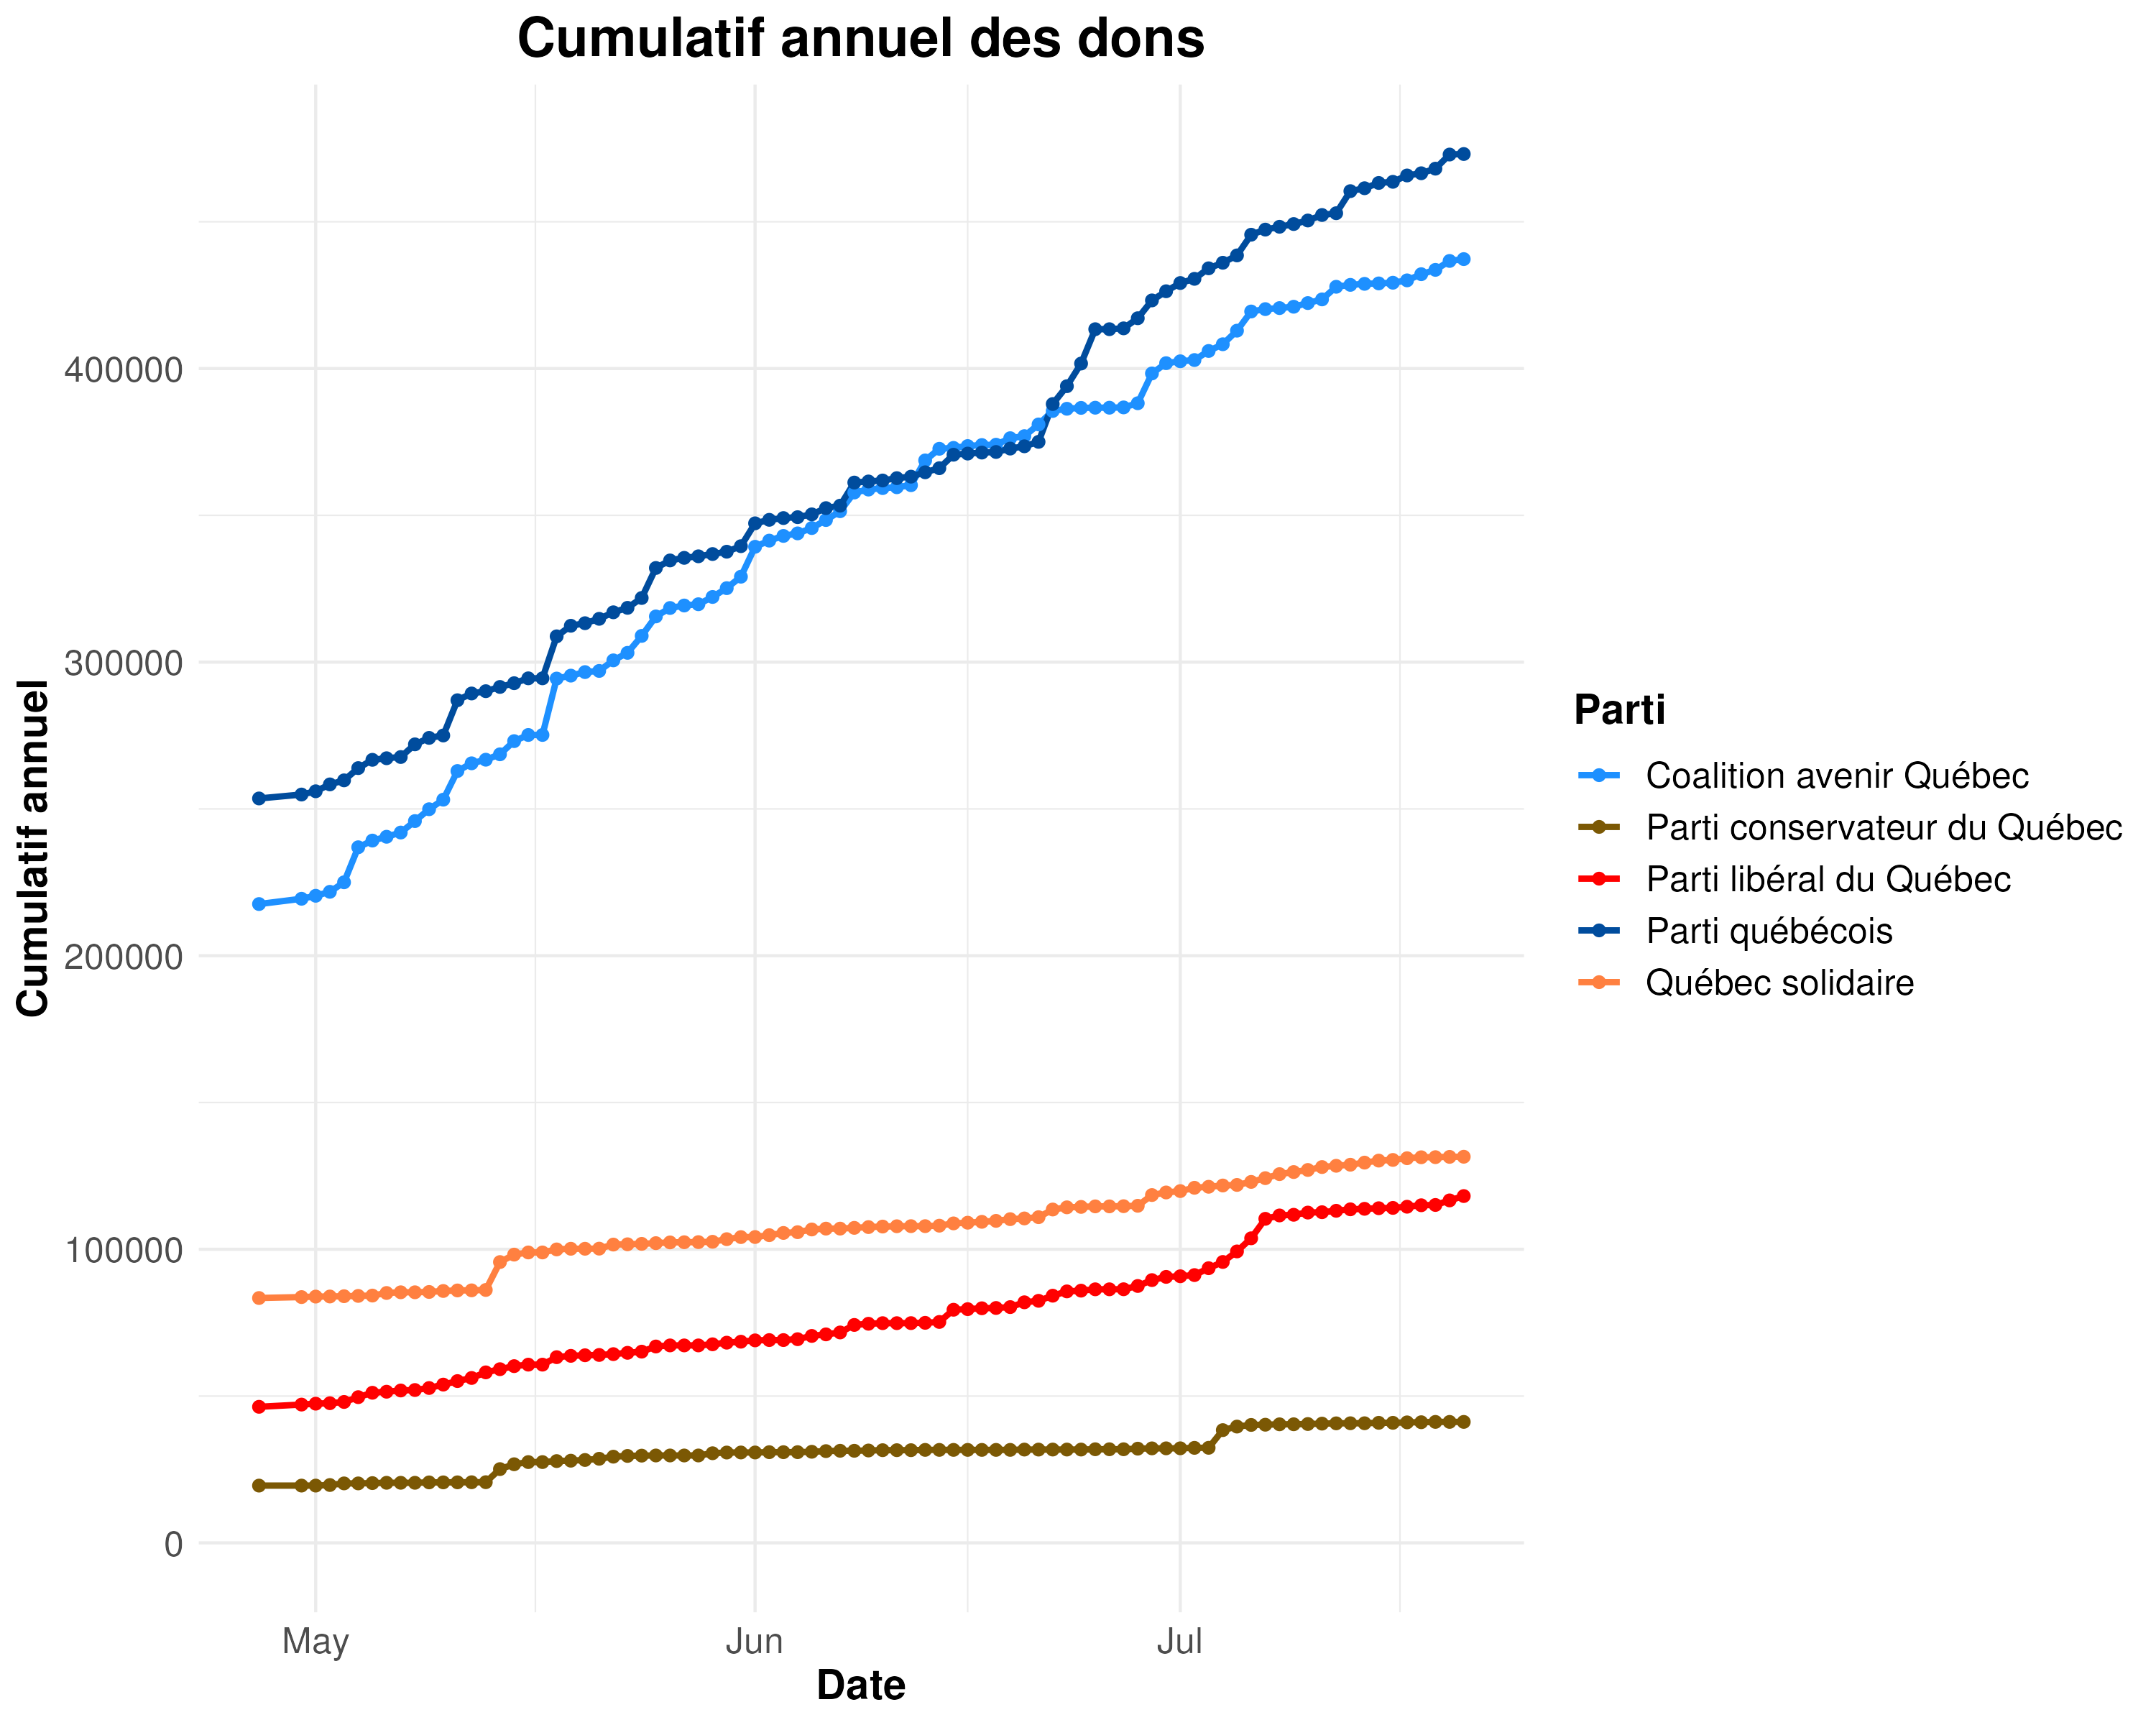 Cumulatif annuel des dons
Cumulatif annuel
400000
300000
200000
100000
0
May
Jun
Jul
Date
Parti
Coalition avenir Québec
Parti conservateur du Québec
Parti libéral du Québec
Parti québécois
Québec solidaire